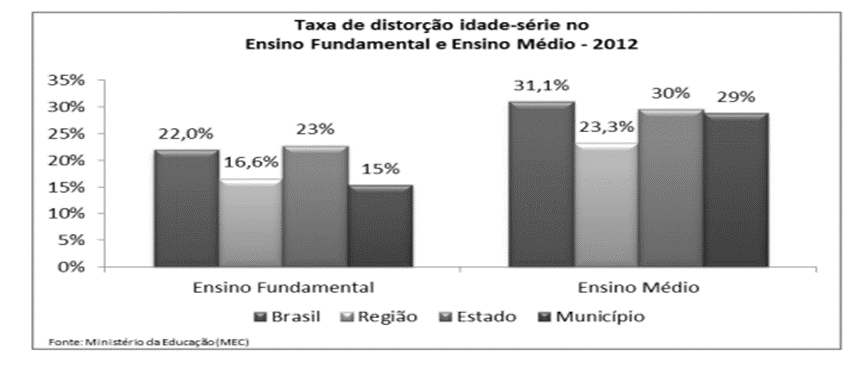 Taxa de distorção idade-série no
Ensino Fundamental e Ensino Médio - 2012
35%
30%
25%
20%
15%
10%
5%
0%
22,0%
16,6%
23%
15%
31,1%
23,3%
30%
29%
Ensino Fundamental
Ensino Médio
Brasil
Região
Estado
Município
Fonte: Ministério da Educação(MEC)